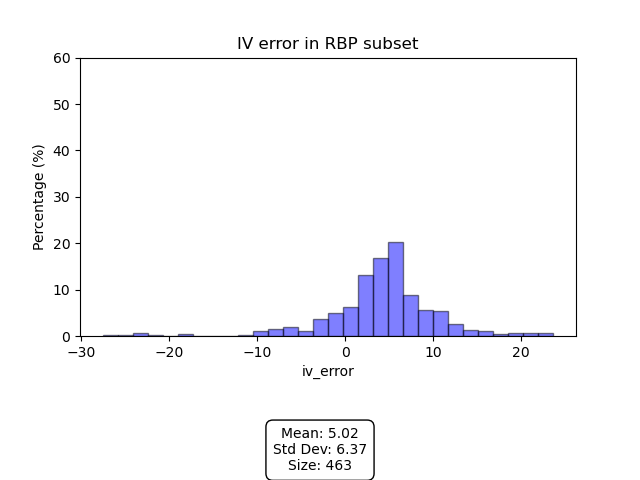 IV error in RBP subset
60
50
40
30
20
10
0
Percentage (%)
−30
−20
−10
0
10
20
iv_error
Mean: 5.02
Std Dev: 6.37
Size: 463